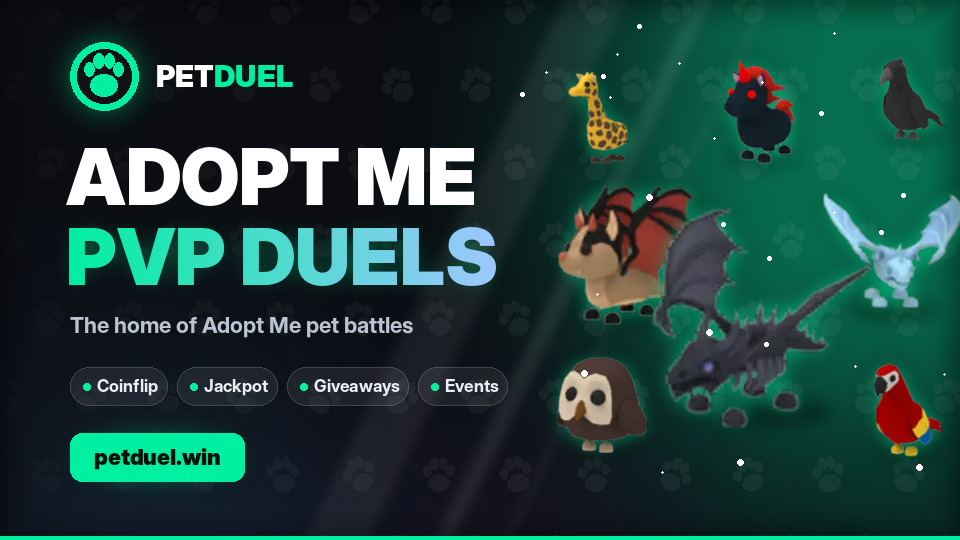 PETDUEL
ADOPT ME
PVP DUELS
The home of Adopt Me pet battles
Coinflip
Jackpot
Giveaways
Events
petduel.win